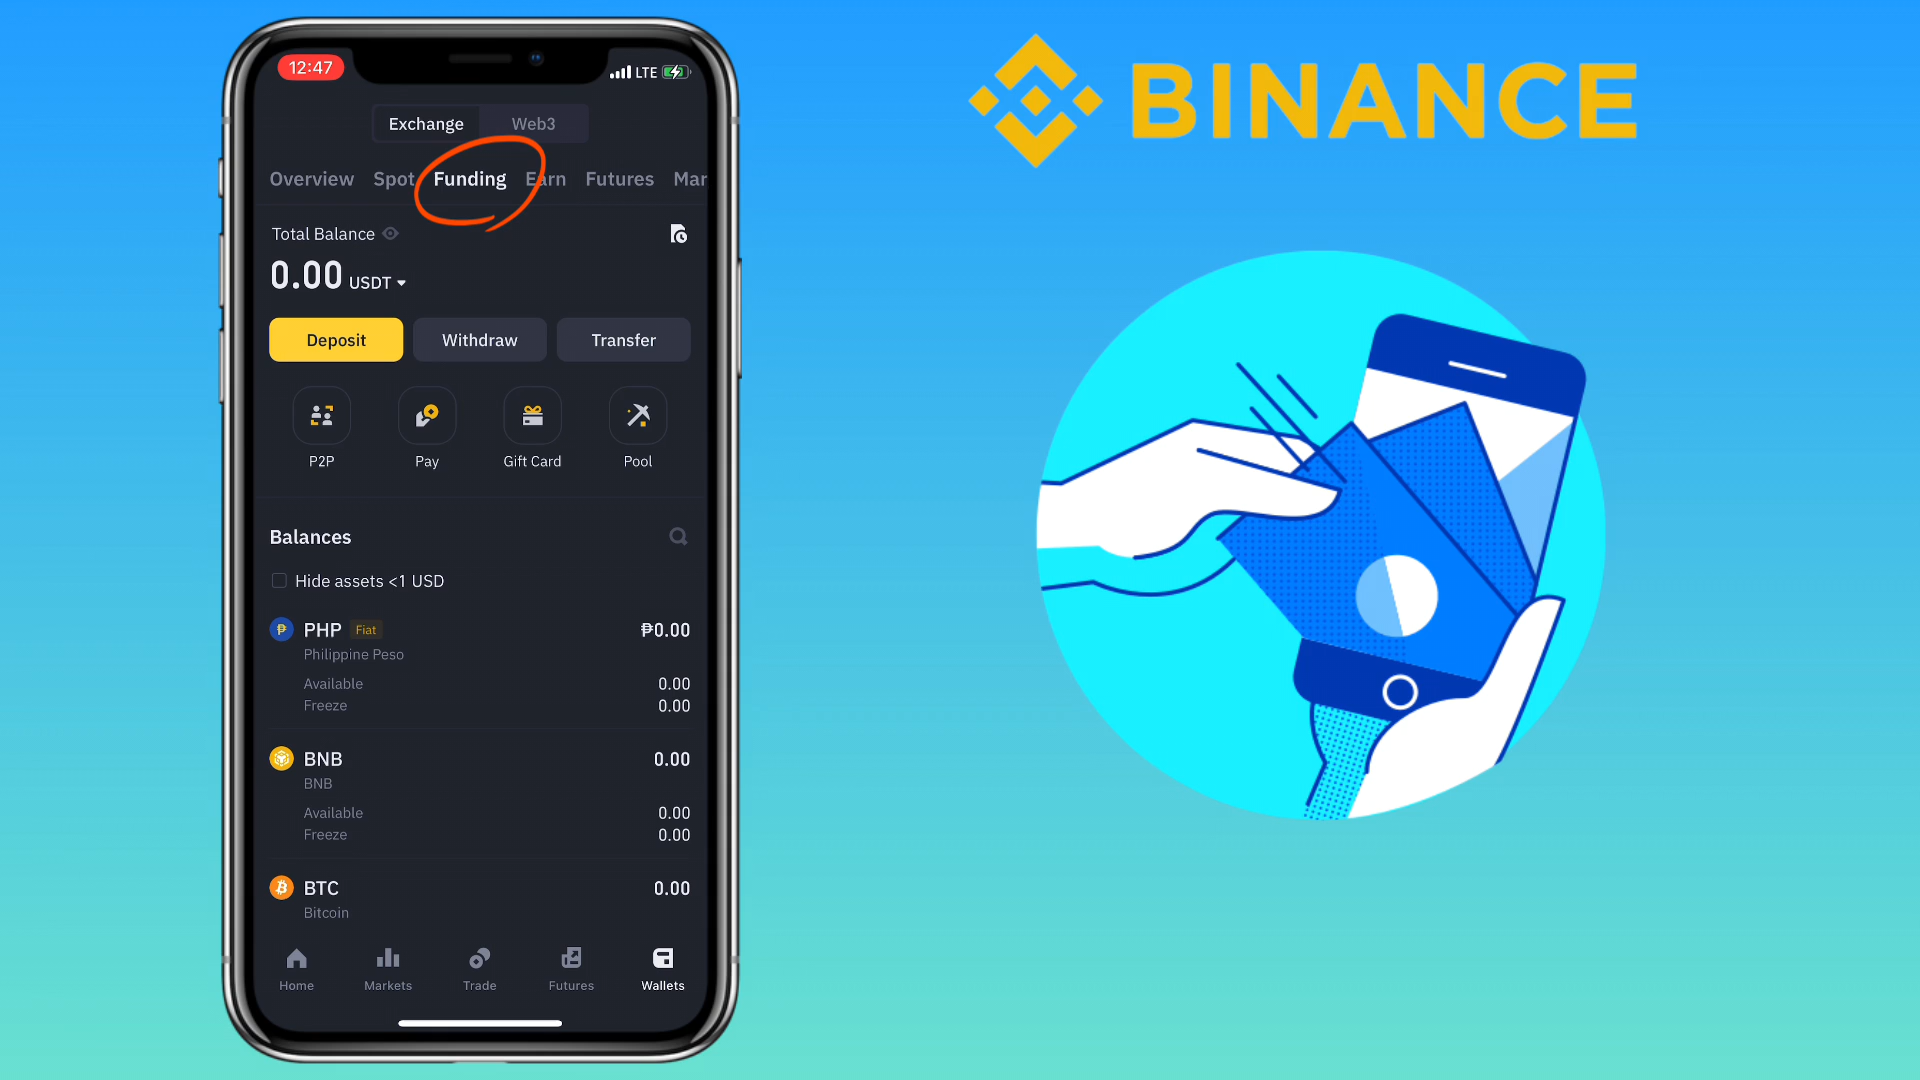 12:47
LTE
Exchange Web3
Overview Spot Funding Earn Futures Mar
Total Balance
0.00 USDT
Deposit Withdraw Transfer
P2P Pay Gift Card Pool
Balances
Hide assets <1 USD
PHP Fiat ₱0.00
Philippine Peso
Available 0.00
Freeze 0.00
BNB 0.00
BNB
Available 0.00
Freeze 0.00
BTC 0.00
Bitcoin
Home Markets Trade Futures Wallets
BINANCE